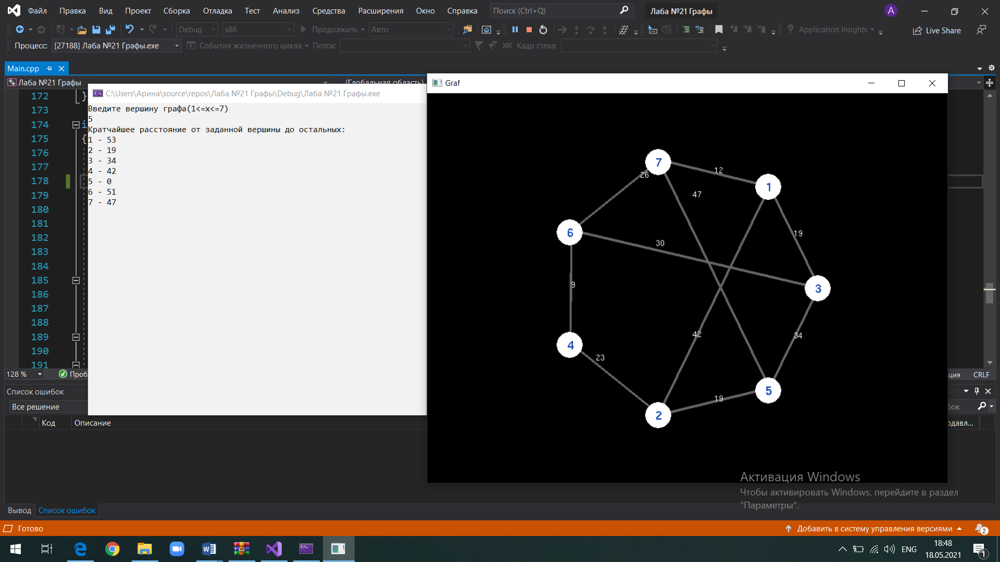 Файл Правка Вид Проект Сборка Отладка Тест Анализ Средства Расширения Окно Справка Поиск (Ctrl+Q) Лаба №21 Графы A
Debug x86 Продолжить Авто Application Insights Live Share
Процесс: [27188] Лаба №21 Графы.exe События жизненного цикла Поток: Кадр стека:
Main.cpp
Лаба №21 Графы (Глобальная область)
172 }
173
174 i
175 {
176
177
178
179
180
181
182
183
184
185
186
187
188
189
190
191
128 % Проб
ция CRLF
C:\Users\Арина\source\repos\Лаба №21 Графы\Debug\Лаба №21 Графы.exe
Введите вершину графа(1<=x<=7)
5
Кратчайшее расстояние от заданной вершины до остальных:
1 - 53
2 - 19
3 - 34
4 - 42
5 - 0
6 - 51
7 - 47
Graf
7
12
26
1
47
6
19
30
9
3
42
34
4
23
5
19
2
Список ошибок
Все решение
бок
Код Описание
одавл...
Активация Windows
Чтобы активировать Windows, перейдите в раздел
"Параметры".
Вывод Список ошибок
Готово Добавить в систему управления версиями 2
ENG 18:48
18.05.2021
1